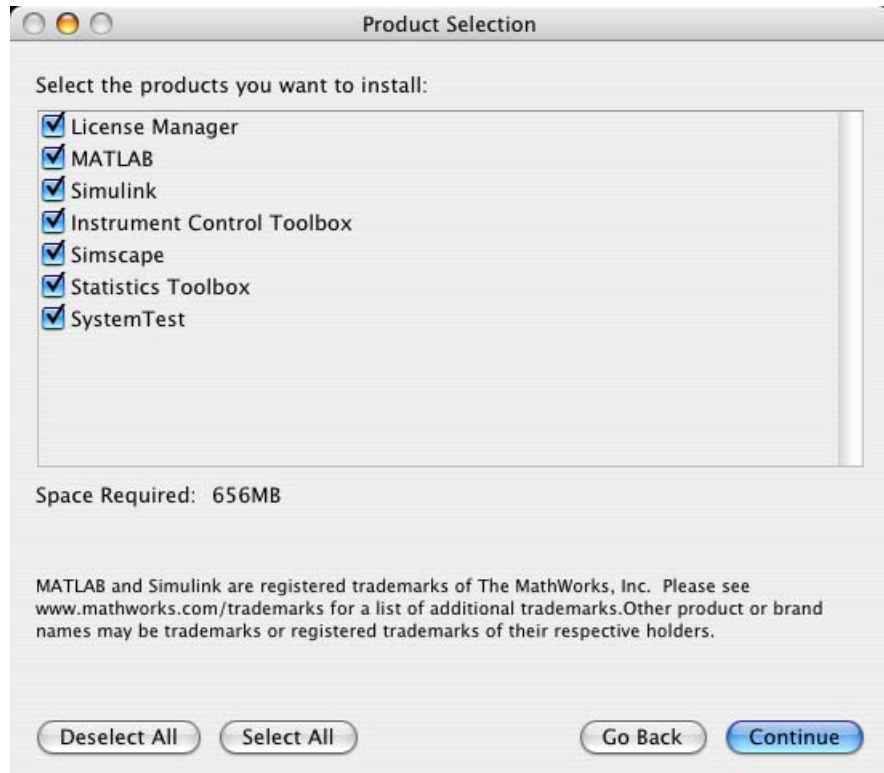 Product Selection
Select the products you want to install:
License Manager
MATLAB
Simulink
Instrument Control Toolbox
Simscape
Statistics Toolbox
SystemTest
Space Required: 656MB
MATLAB and Simulink are registered trademarks of The MathWorks, Inc. Please see
www.mathworks.com/trademarks for a list of additional trademarks.Other product or brand
names may be trademarks or registered trademarks of their respective holders.
Deselect All Select All Go Back Continue